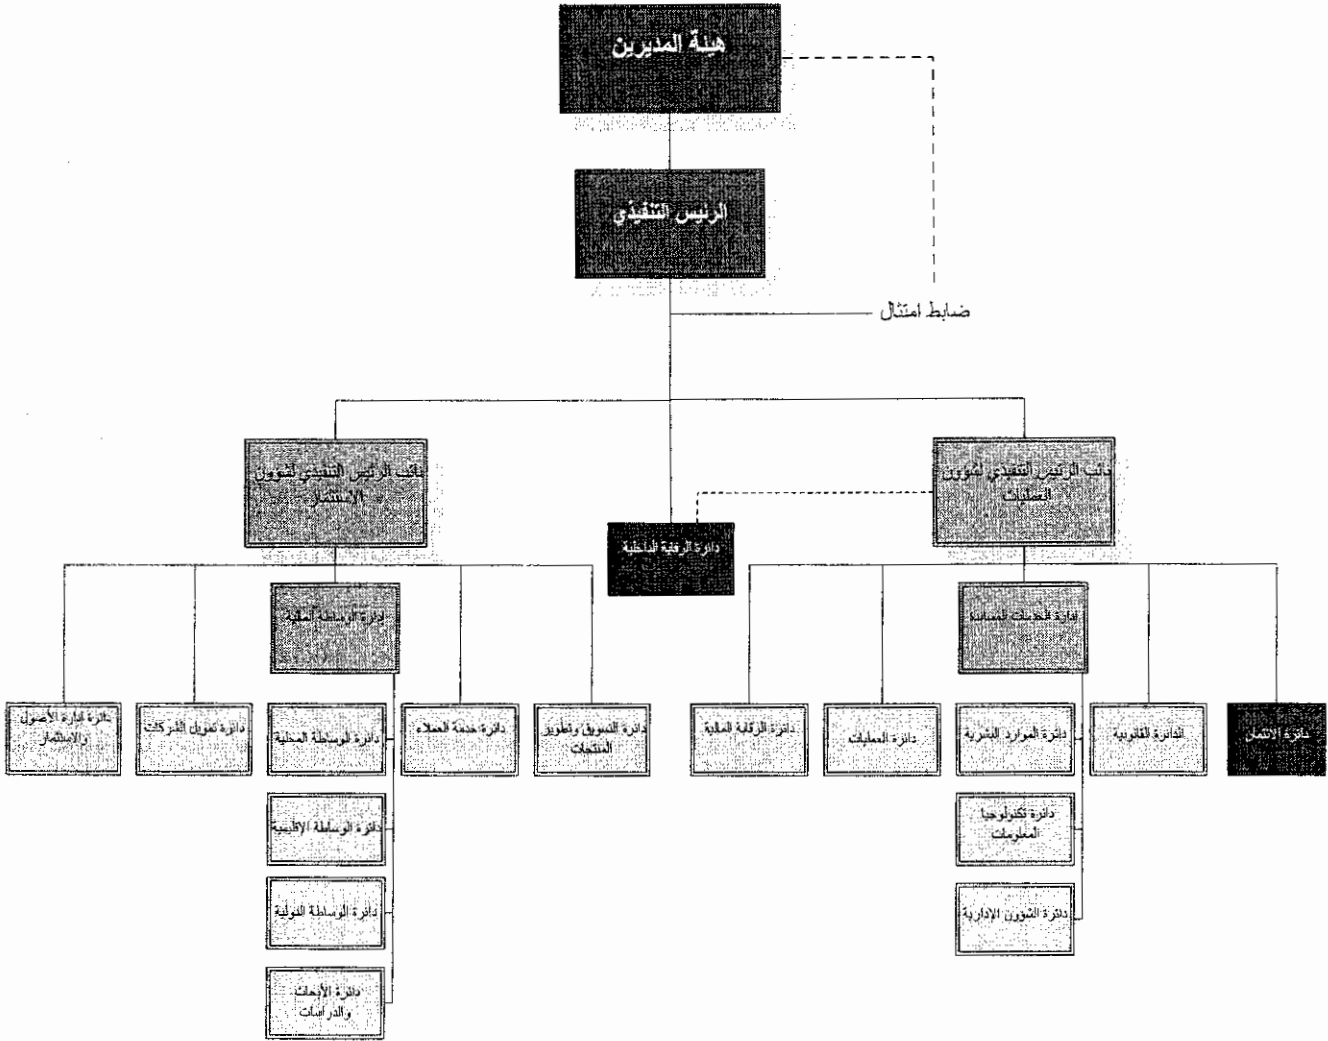 هيئة المديرين
الرئيس التنفيذي
ضابط امتثال
نائب الرئيس التنفيذي لشؤون
العمليات
نائب الرئيس التنفيذي لشؤون
الاستثمار
دائرة الرقابة الداخلية
إدارة الخدمات المساندة
إدارة الوساطة المالية
دائرة الائتمان
الدائرة القانونية
دائرة الموارد البشرية
دائرة العمليات
دائرة الرقابة المالية
دائرة التسويق وتطوير
المنتجات
دائرة خدمة العملاء
دائرة الوساطة المحلية
دائرة تمويل الشركات
دائرة إدارة الأصول
والاستثمار
دائرة تكنولوجيا
المعلومات
دائرة الوساطة الإقليمية
دائرة الشؤون الإدارية
دائرة الوساطة الدولية
دائرة الأبحاث
والدراسات